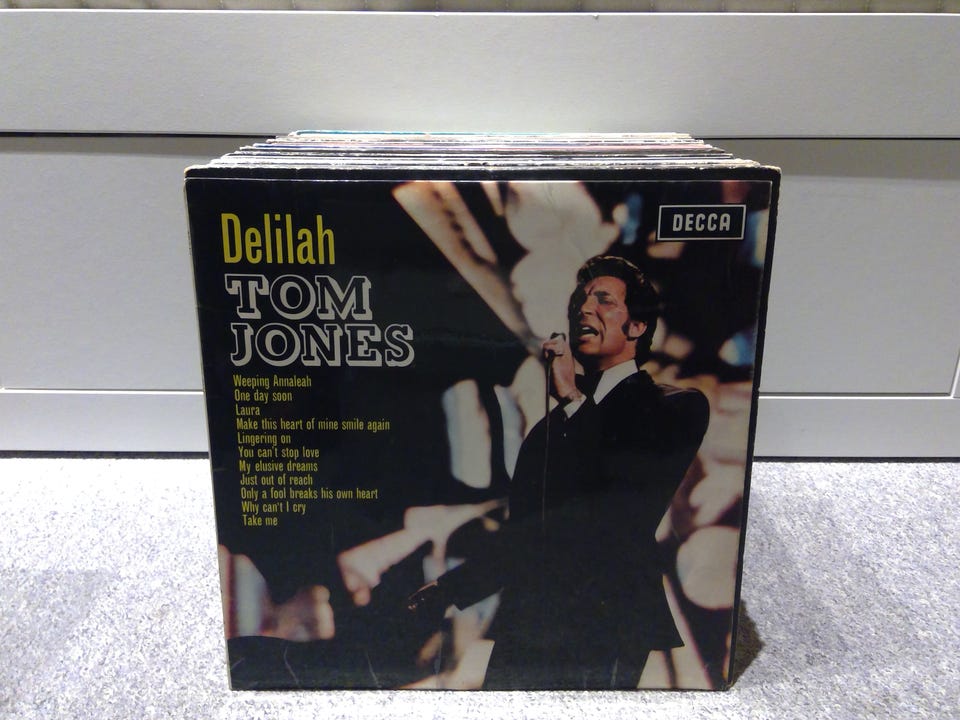 Delilah
DECCA
TOM
JONES
Weeping Annaleah
One day soon
Laura
Make this heart of mine smile again
Lingering on
You can't stop love
My elusive dreams
Just out of reach
Only a fool breaks his own heart
Why can't I cry
Take me